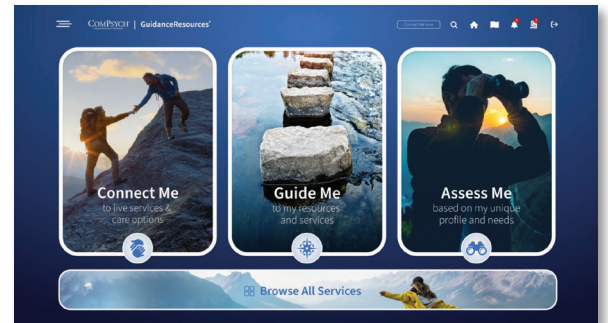 COMPSYCH | GuidanceResources®
Connect Me
to live services &
care options
Guide Me
to my resources
and services
Assess Me
based on my unique
profile and needs
Browse All Services